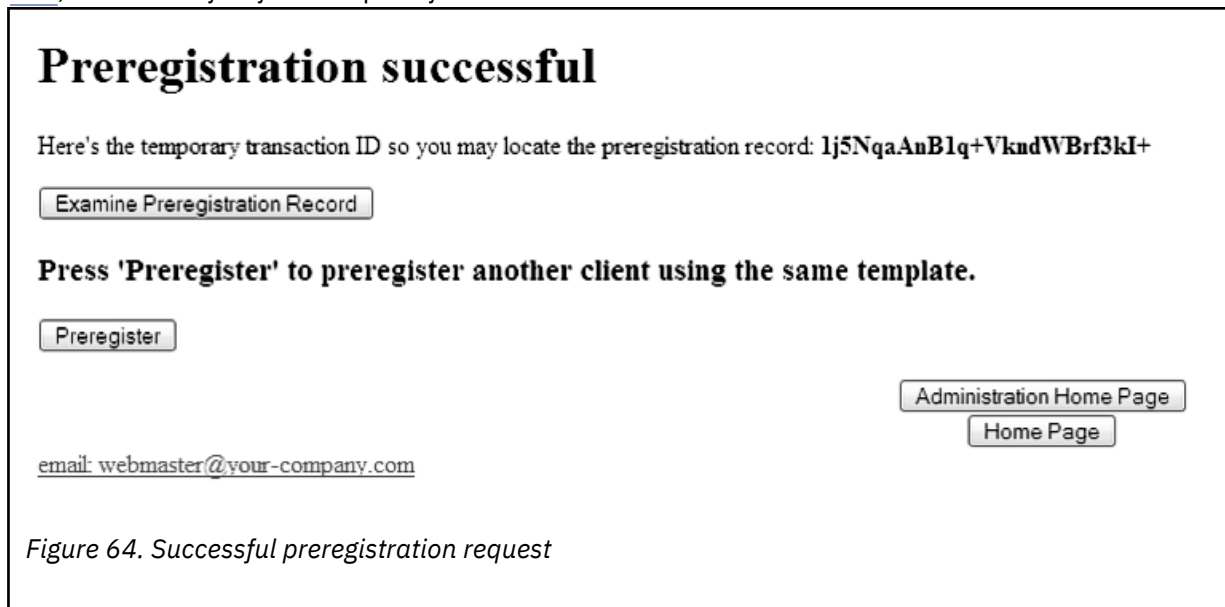 Preregistration successful
Here's the temporary transaction ID so you may locate the preregistration record: 1j5NqaAnB1q+VkndWBrf3kI+
Examine Preregistration Record
Press 'Preregister' to preregister another client using the same template.
Preregister
Administration Home Page
Home Page
email: webmaster@your-company.com
Figure 64. Successful preregistration request